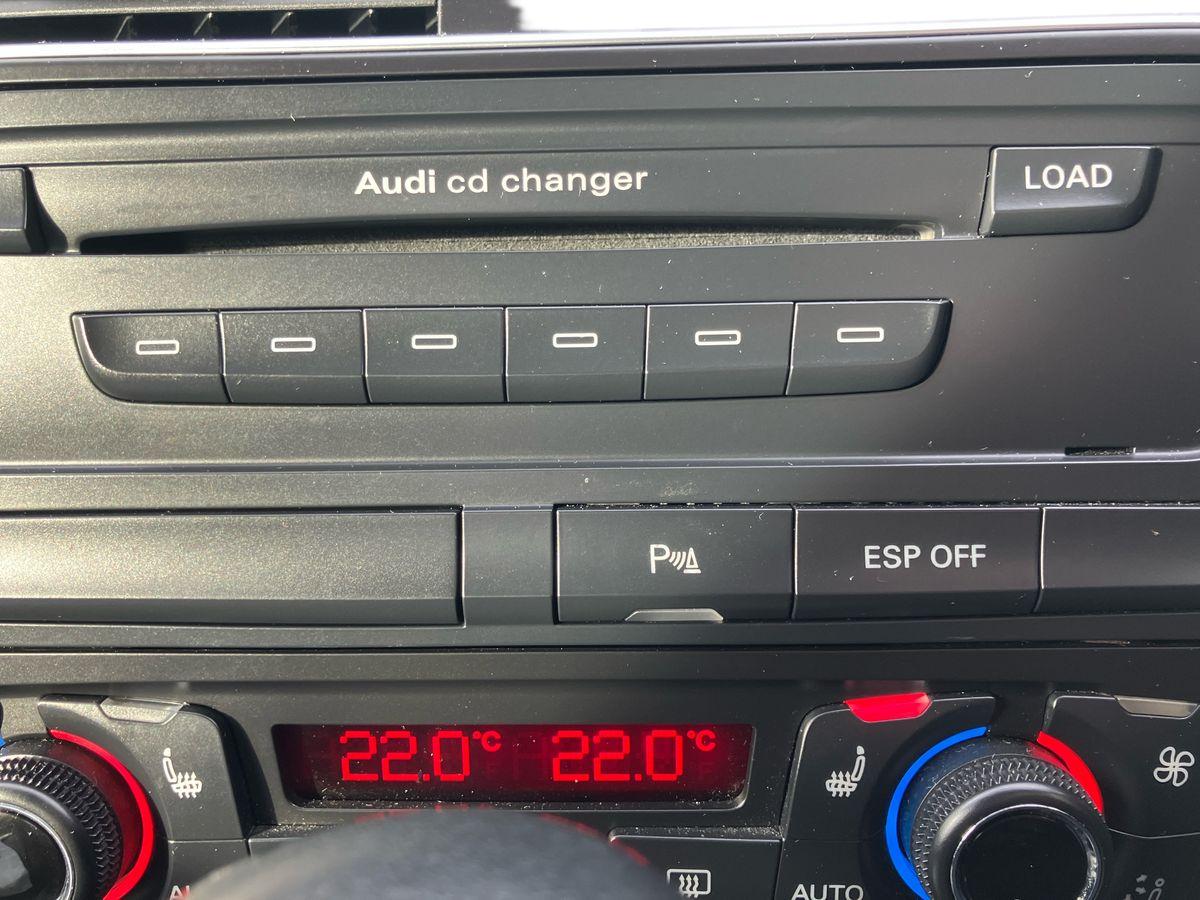 Audi cd changer
LOAD
P
ESP OFF
22.0°C 22.0°C
AUTO